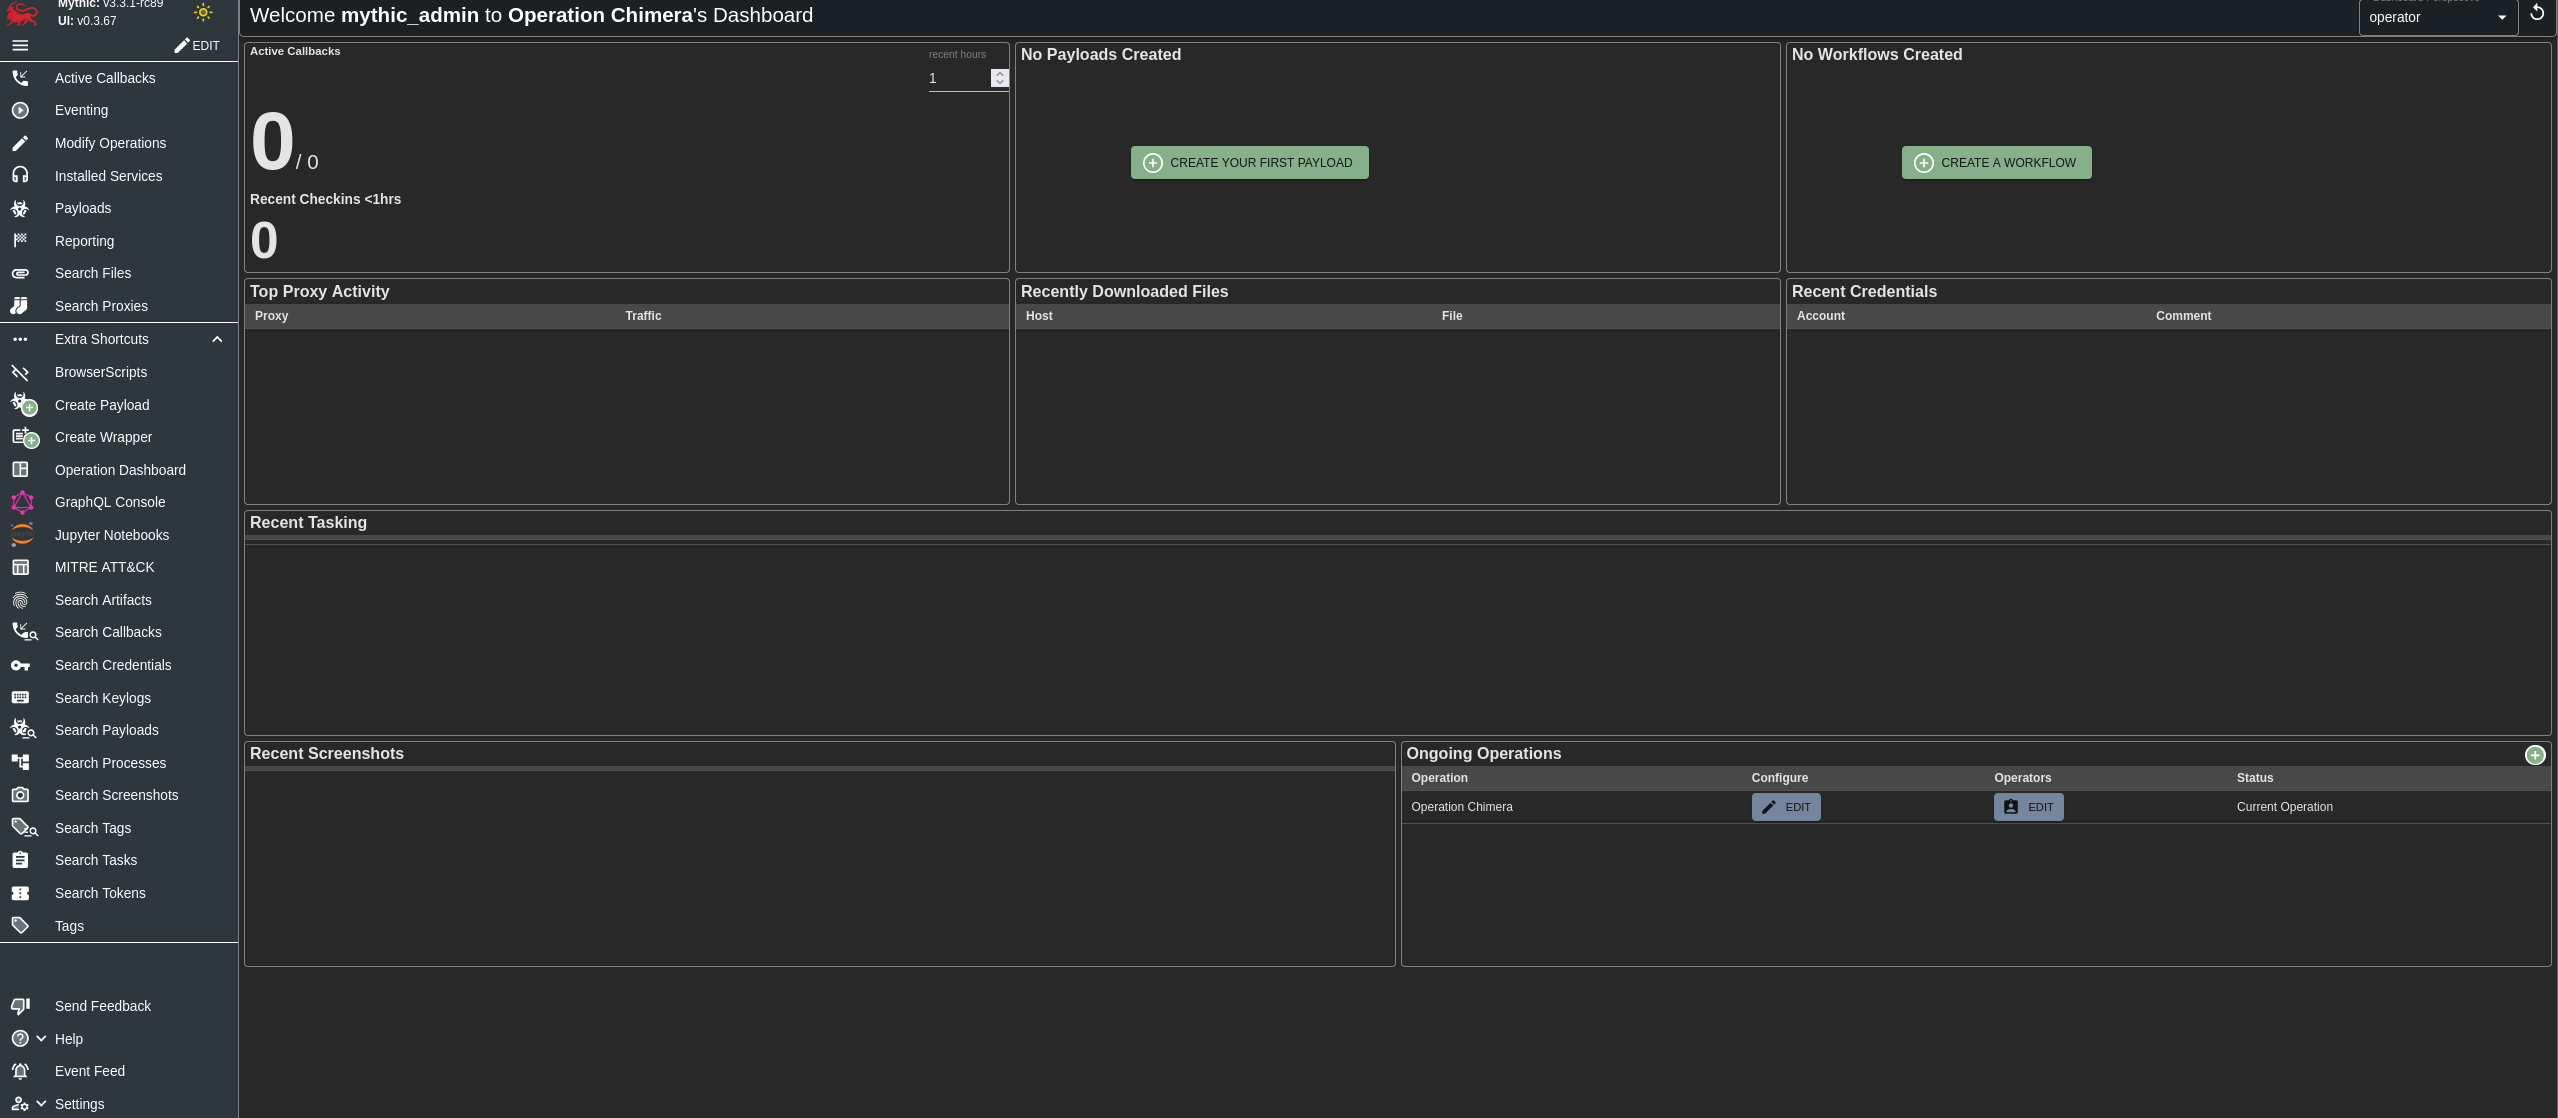 Mythic: v3.3.1-rc89
UI: v0.3.67
EDIT
Active Callbacks
Eventing
Modify Operations
Installed Services
Payloads
Reporting
Search Files
Search Proxies
Extra Shortcuts
BrowserScripts
Create Payload
Create Wrapper
Operation Dashboard
GraphQL Console
Jupyter Notebooks
MITRE ATT&CK
Search Artifacts
Search Callbacks
Search Credentials
Search Keylogs
Search Payloads
Search Processes
Search Screenshots
Search Tags
Search Tasks
Search Tokens
Tags
Send Feedback
Help
Event Feed
Settings
Welcome mythic_admin to Operation Chimera's Dashboard
Dashboard Perspective
operator
Active Callbacks
recent hours
1
0 / 0
Recent Checkins <1hrs
0
No Payloads Created
CREATE YOUR FIRST PAYLOAD
No Workflows Created
CREATE A WORKFLOW
Top Proxy Activity
Proxy Traffic
Recently Downloaded Files
Host File
Recent Credentials
Account Comment
Recent Tasking
Recent Screenshots
Ongoing Operations
Operation Configure Operators Status
Operation Chimera EDIT EDIT Current Operation